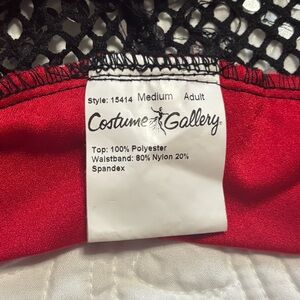 Style: 15414 Medium Adult
Costume Gallery
Top: 100% Polyester
Waistband: 80% Nylon 20%
Spandex